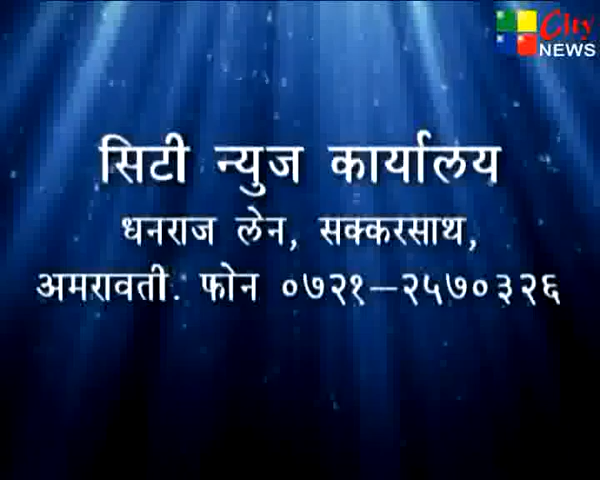 City
NEWS
सिटी न्युज कार्यालय
धनराज लेन, सक्करसाथ,
अमरावती. फोन ०७२१–२५७०३२६